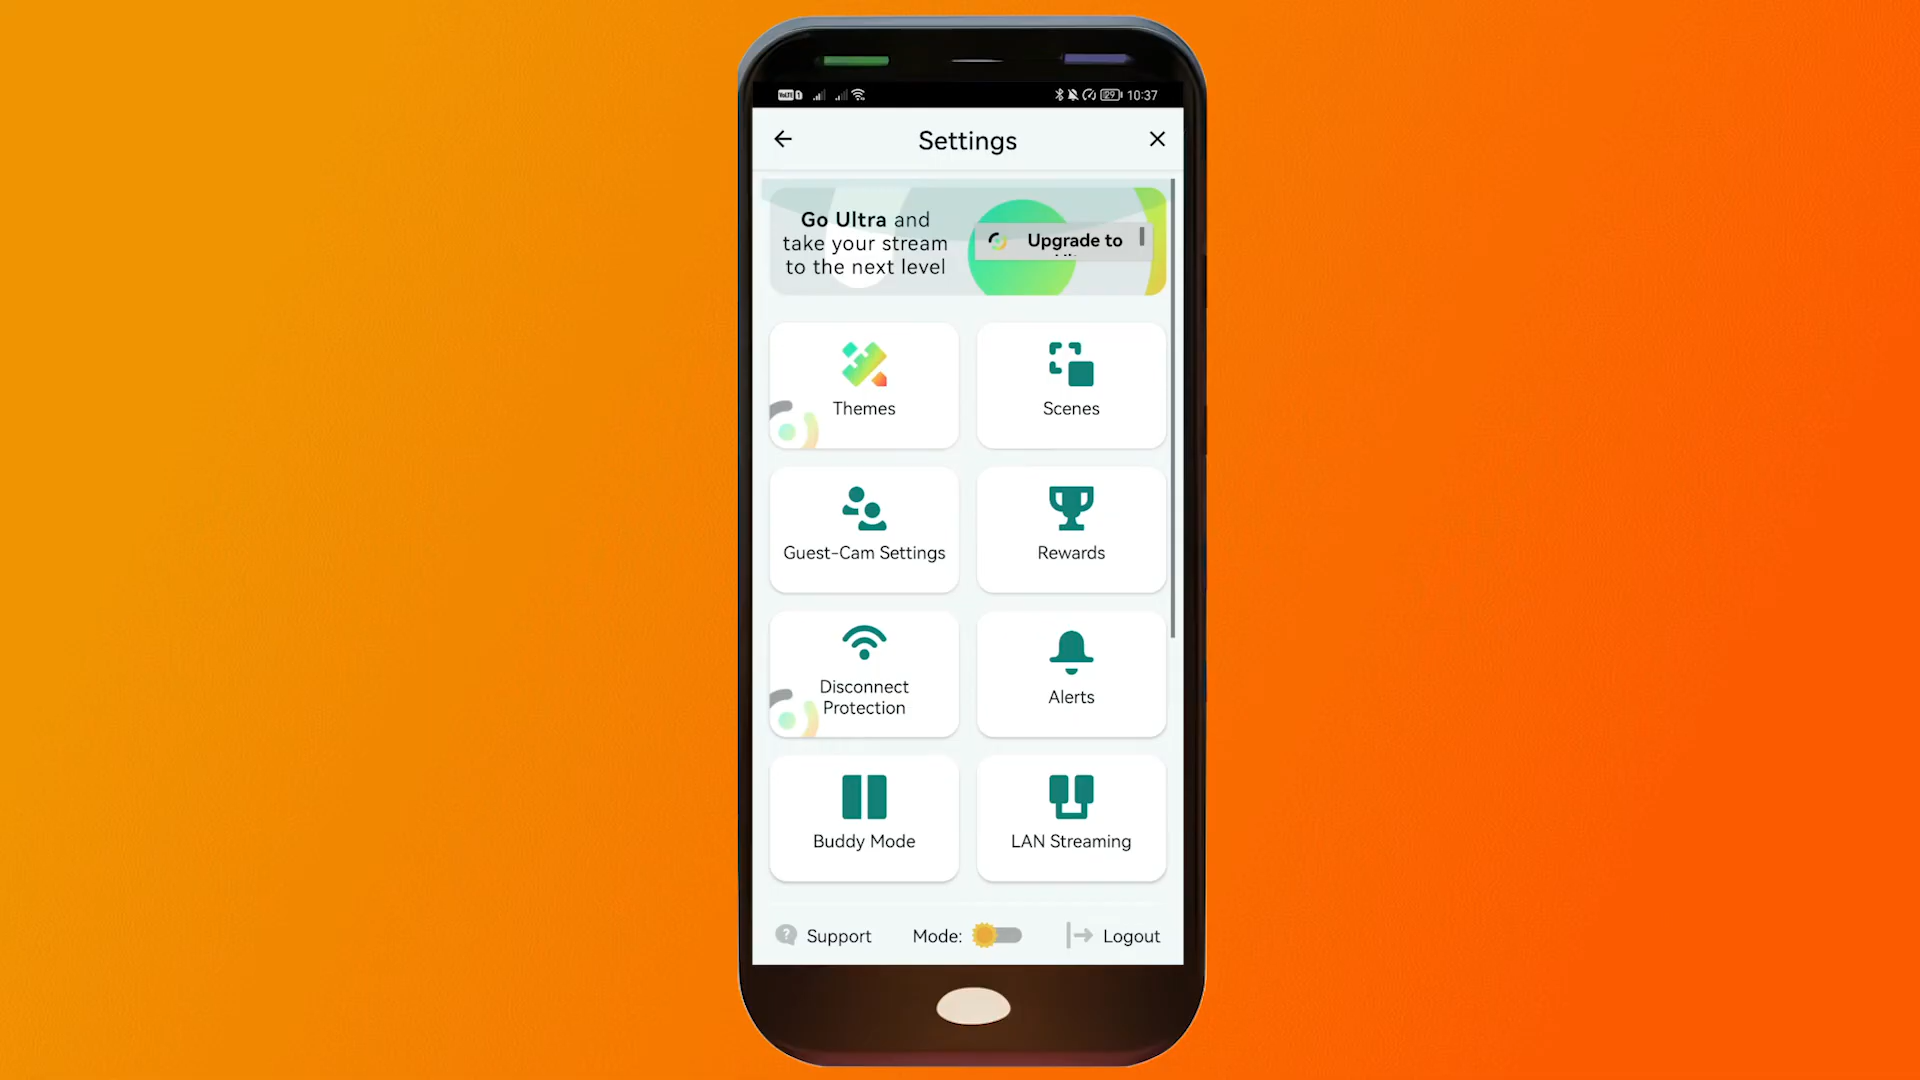 10:37
Settings
Go Ultra and
take your stream
to the next level
Upgrade to
Themes
Scenes
Guest-Cam Settings
Rewards
Disconnect
Protection
Alerts
Buddy Mode
LAN Streaming
Support
Mode:
Logout